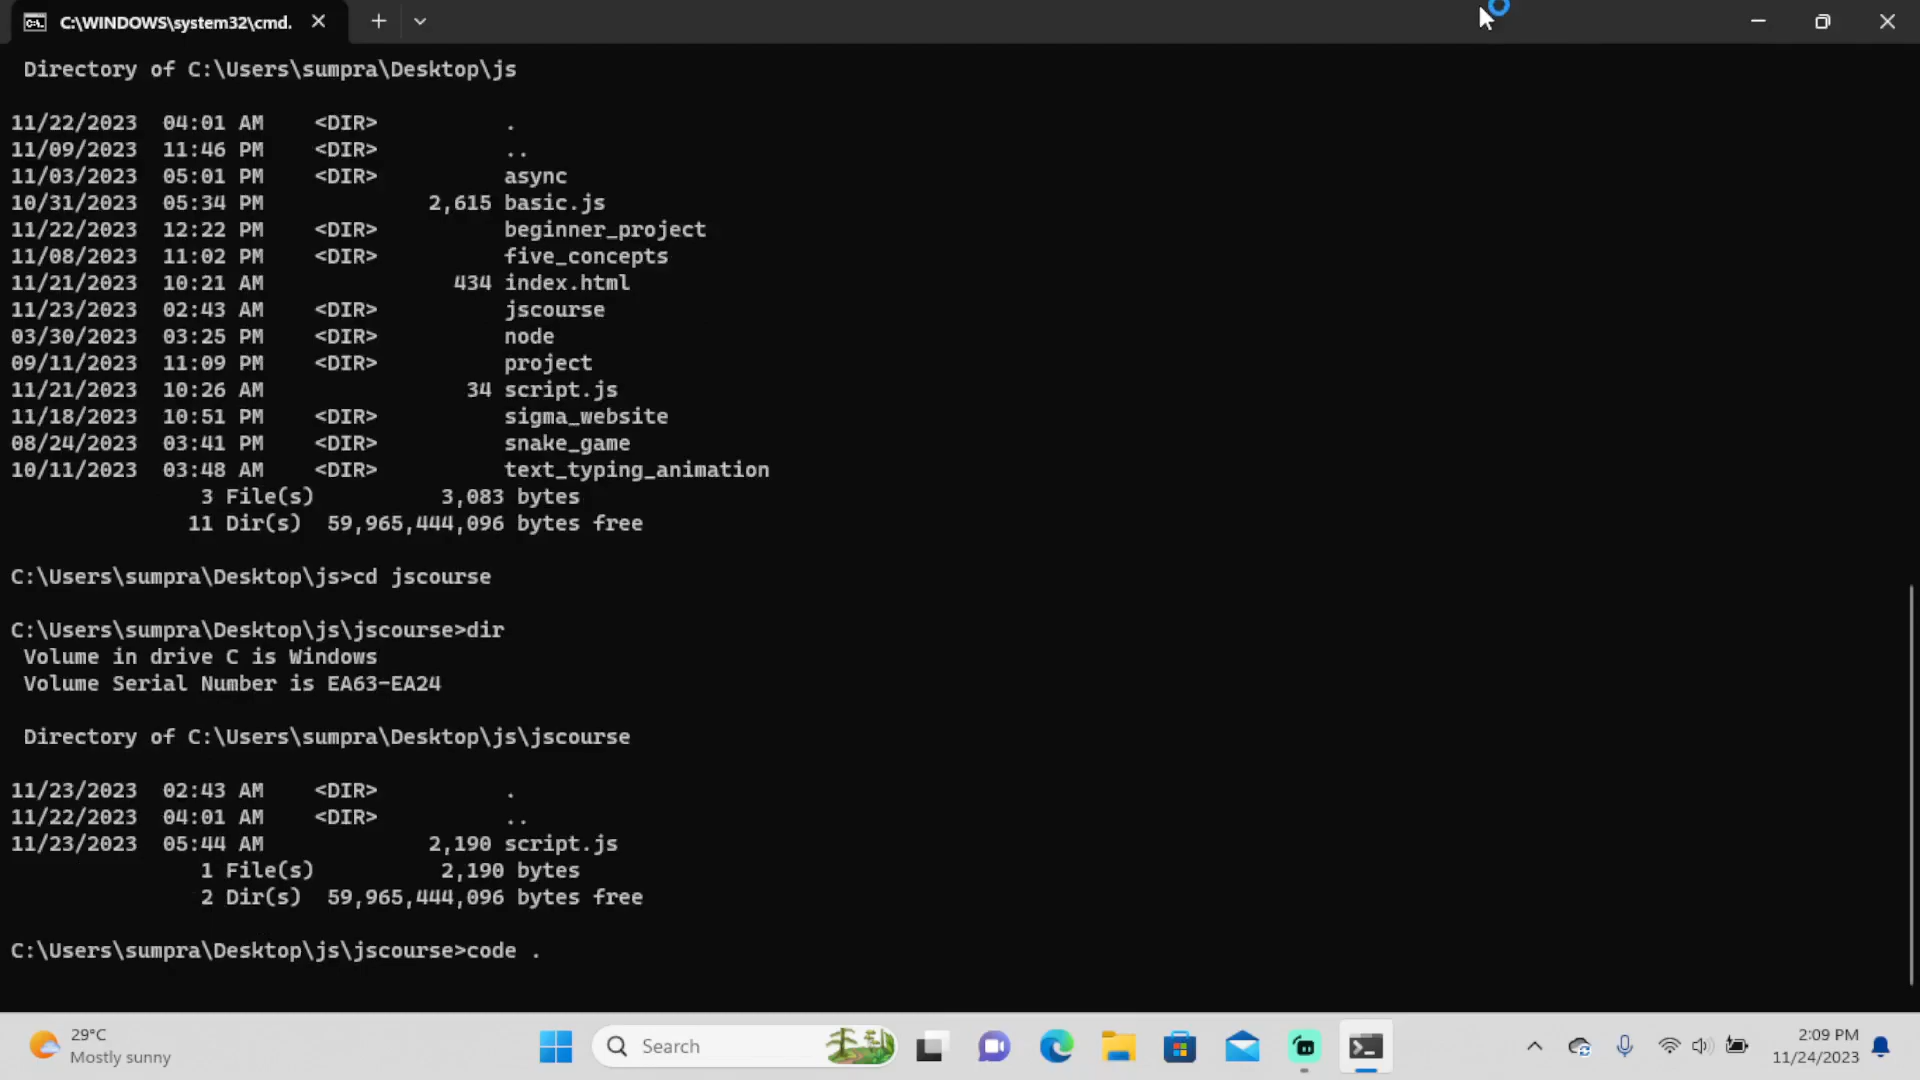 C:\WINDOWS\system32\cmd.
Directory of C:\Users\sumpra\Desktop\js
11/22/2023  04:01 AM    <DIR>          .
11/09/2023  11:46 PM    <DIR>          ..
11/03/2023  05:01 PM    <DIR>          async
10/31/2023  05:34 PM             2,615 basic.js
11/22/2023  12:22 PM    <DIR>          beginner_project
11/08/2023  11:02 PM    <DIR>          five_concepts
11/21/2023  10:21 AM               434 index.html
11/23/2023  02:43 AM    <DIR>          jscourse
03/30/2023  03:25 PM    <DIR>          node
09/11/2023  11:09 PM    <DIR>          project
11/21/2023  10:26 AM                34 script.js
11/18/2023  10:51 PM    <DIR>          sigma_website
08/24/2023  03:41 PM    <DIR>          snake_game
10/11/2023  03:48 AM    <DIR>          text_typing_animation
3 File(s)          3,083 bytes
11 Dir(s)  59,965,444,096 bytes free
C:\Users\sumpra\Desktop\js>cd jscourse
C:\Users\sumpra\Desktop\js\jscourse>dir
Volume in drive C is Windows
Volume Serial Number is EA63-EA24
Directory of C:\Users\sumpra\Desktop\js\jscourse
11/23/2023  02:43 AM    <DIR>          .
11/22/2023  04:01 AM    <DIR>          ..
11/23/2023  05:44 AM             2,190 script.js
1 File(s)          2,190 bytes
2 Dir(s)  59,965,444,096 bytes free
C:\Users\sumpra\Desktop\js\jscourse>code .
29°C
Mostly sunny
Search
2:09 PM
11/24/2023